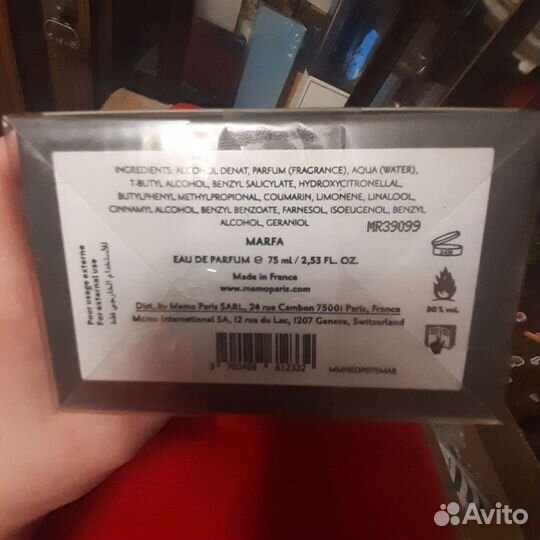 INGREDIENTS: ALCOHOL DENAT, PARFUM (FRAGRANCE), AQUA (WATER),
T-BUTYL ALCOHOL, BENZYL SALICYLATE, HYDROXYCITRONELLAL,
BUTYLPHENYL METHYLPROPIONAL, COUMARIN, LIMONENE, LINALOOL,
CINNAMYL ALCOHOL, BENZYL BENZOATE, FARNESOL, ISOEUGENOL, BENZYL
ALCOHOL, GERANIOL
MR39099
MARFA
EAU DE PARFUM e 75 ml / 2,53 FL. OZ.
Made in France
www.memoparis.com
Dist. by Memo Paris SARL, 24 rue Cambon 75001 Paris, France
Memo International SA, 12 rue du Lac, 1207 Geneva, Switzerland
3 700458 612332
MMNEDP075MAR
80% vol.
Pour usage externe
For external use
للاستخدام الخارجي فقط
Avito